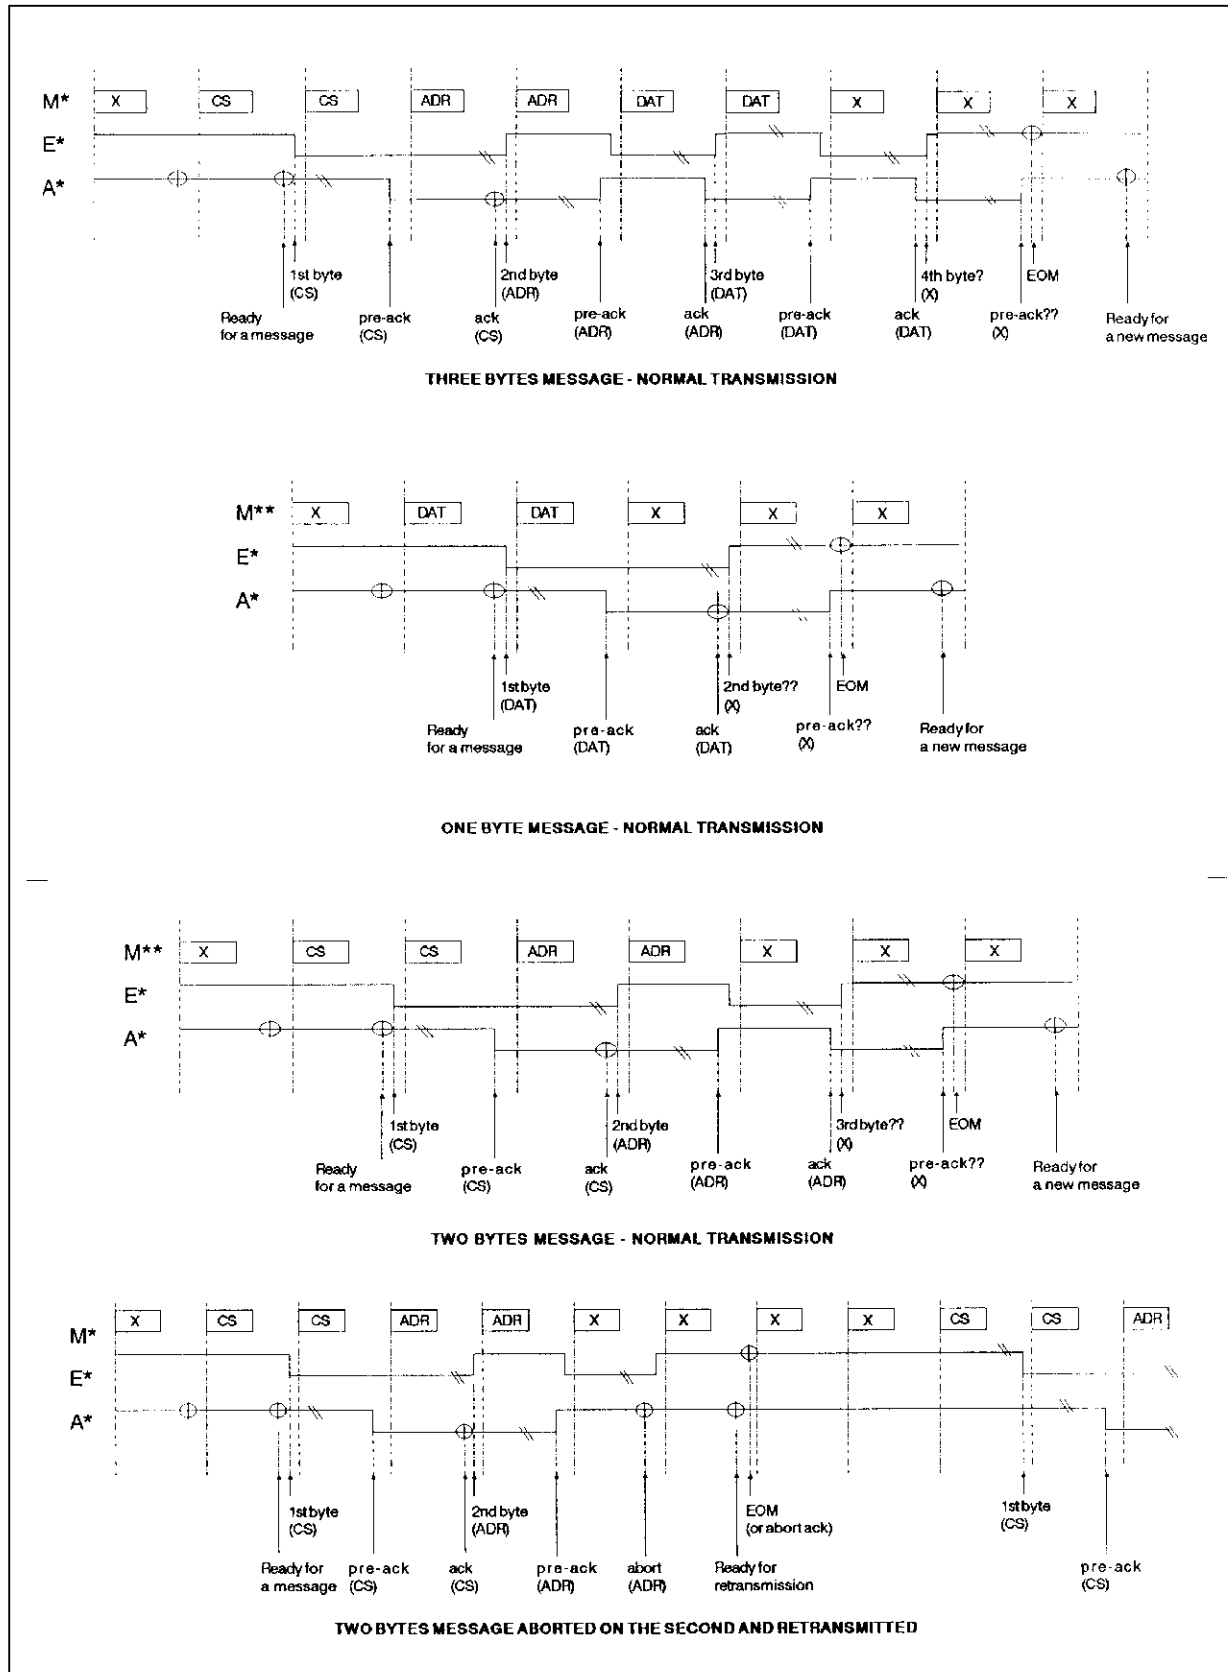 M* X CS CS ADR ADR DAT DAT X X X
E*
A*
1st byte 2nd byte 3rd byte 4th byte? EOM
(CS) (ADR) (DAT) (X)
Ready pre-ack ack pre-ack ack pre-ack ack pre-ack?? Ready for
for a message (CS) (CS) (ADR) (ADR) (DAT) (DAT) (X) a new message
THREE BYTES MESSAGE - NORMAL TRANSMISSION
M** X DAT DAT X X X
E*
A*
1st byte 2nd byte?? EOM
(DAT) (X)
Ready pre-ack ack pre-ack?? Ready for
for a message (DAT) (DAT) (X) a new message
ONE BYTE MESSAGE - NORMAL TRANSMISSION
M** X CS CS ADR ADR X X X
E*
A*
1st byte 2nd byte 3rd byte?? EOM
(CS) (ADR) (X)
Ready pre-ack ack pre-ack ack pre-ack?? Ready for
for a message (CS) (CS) (ADR) (ADR) (X) a new message
TWO BYTES MESSAGE - NORMAL TRANSMISSION
M* X CS CS ADR ADR X X X X CS CS ADR
E*
A*
1st byte 2nd byte EOM 1st byte
(CS) (ADR) (or abort ack) (CS)
Ready for pre-ack ack pre-ack abort Ready for pre-ack
a message (CS) (CS) (ADR) (ADR) retransmission (CS)
TWO BYTES MESSAGE ABORTED ON THE SECOND AND RETRANSMITTED